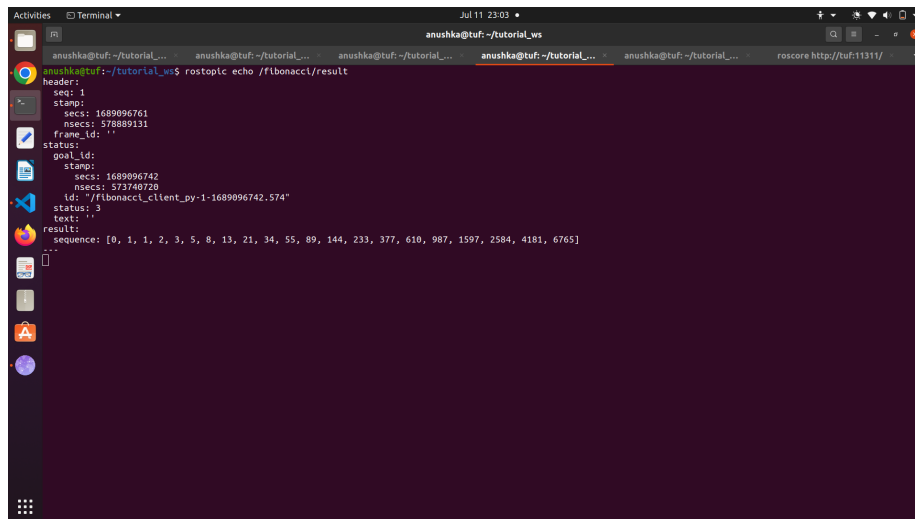 Activities Terminal Jul 11 23:03
anushka@tuf: ~/tutorial_ws
anushka@tuf: ~/tutorial_... anushka@tuf: ~/tutorial_... anushka@tuf: ~/tutorial_... anushka@tuf: ~/tutorial_... anushka@tuf: ~/tutorial_... roscore http://tuf:11311/
anushka@tuf:~/tutorial_ws$ rostopic echo /fibonacci/result
header:
  seq: 1
  stamp:
    secs: 1689096761
    nsecs: 578889131
  frame_id: ''
status:
  goal_id:
    stamp:
      secs: 1689096742
      nsecs: 573740720
    id: "/fibonacci_client_py-1-1689096742.574"
  status: 3
  text: ''
result:
  sequence: [0, 1, 1, 2, 3, 5, 8, 13, 21, 34, 55, 89, 144, 233, 377, 610, 987, 1597, 2584, 4181, 6765]
---